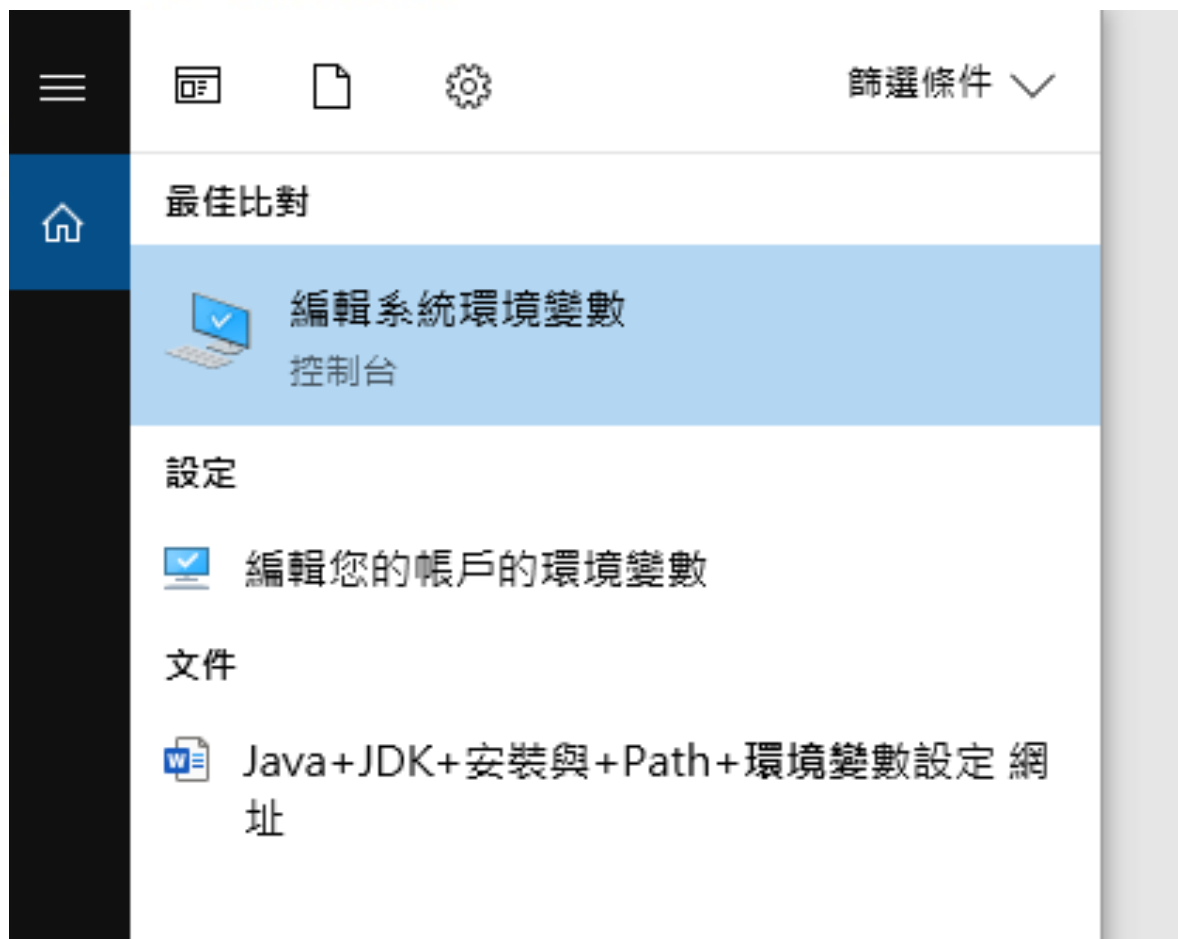 篩選條件
最佳比對
編輯系統環境變數
控制台
設定
編輯您的帳戶的環境變數
文件
Java+JDK+安裝與+Path+環境變數設定 網
址